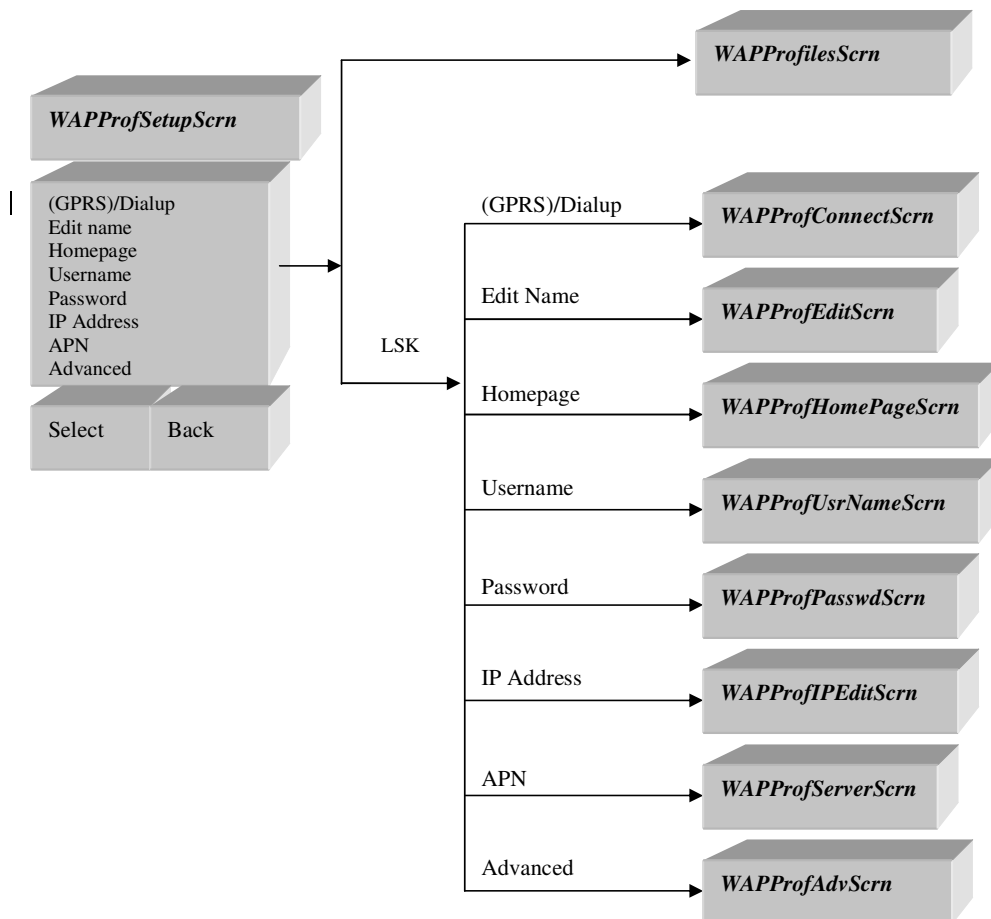 WAPProfilesScrn
WAPProfSetupScrn
(GPRS)/Dialup
Edit name
Homepage
Username
Password
IP Address
APN
Advanced
Select
Back
LSK
(GPRS)/Dialup
WAPProfConnectScrn
Edit Name
WAPProfEditScrn
Homepage
WAPProfHomePageScrn
Username
WAPProfUsrNameScrn
Password
WAPProfPasswdScrn
IP Address
WAPProfIPEditScrn
APN
WAPProfServerScrn
Advanced
WAPProfAdvScrn